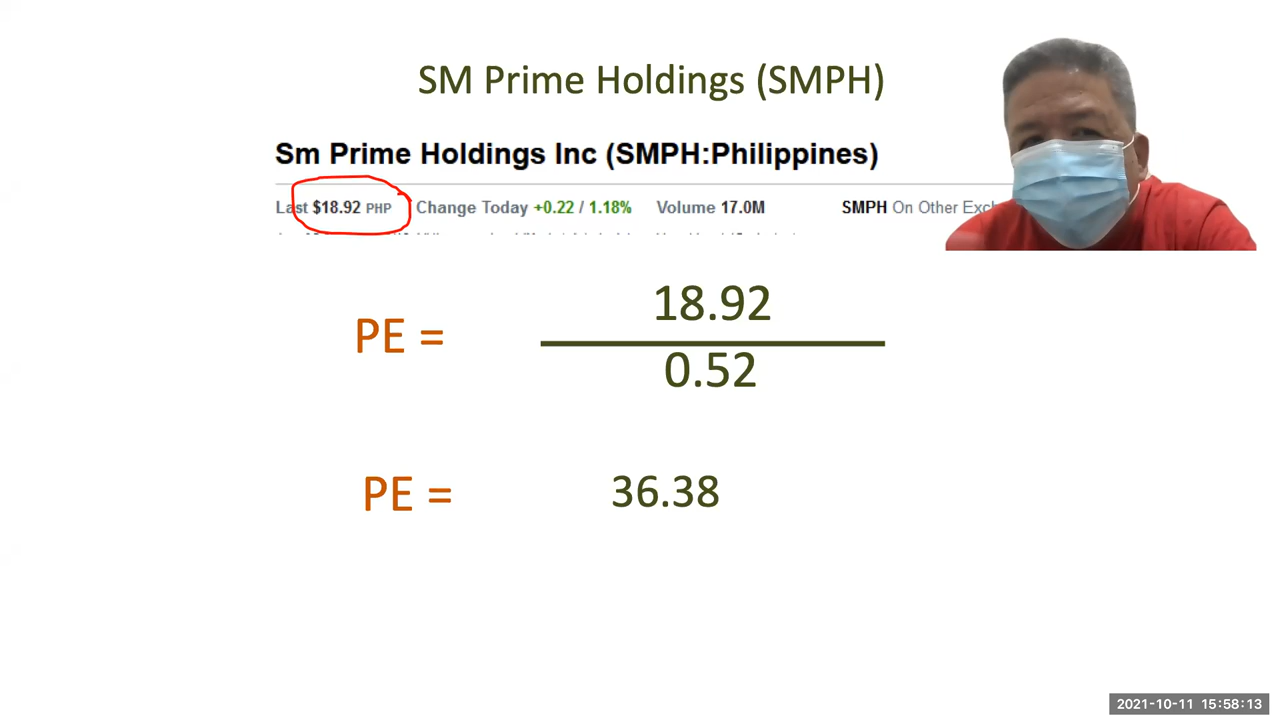 SM Prime Holdings (SMPH)
Sm Prime Holdings Inc (SMPH:Philippines)
Last $18.92 PHP Change Today +0.22 / 1.18% Volume 17.0M SMPH On Other
PE = 18.92
0.52
PE = 36.38
2021-10-11 15:58:13